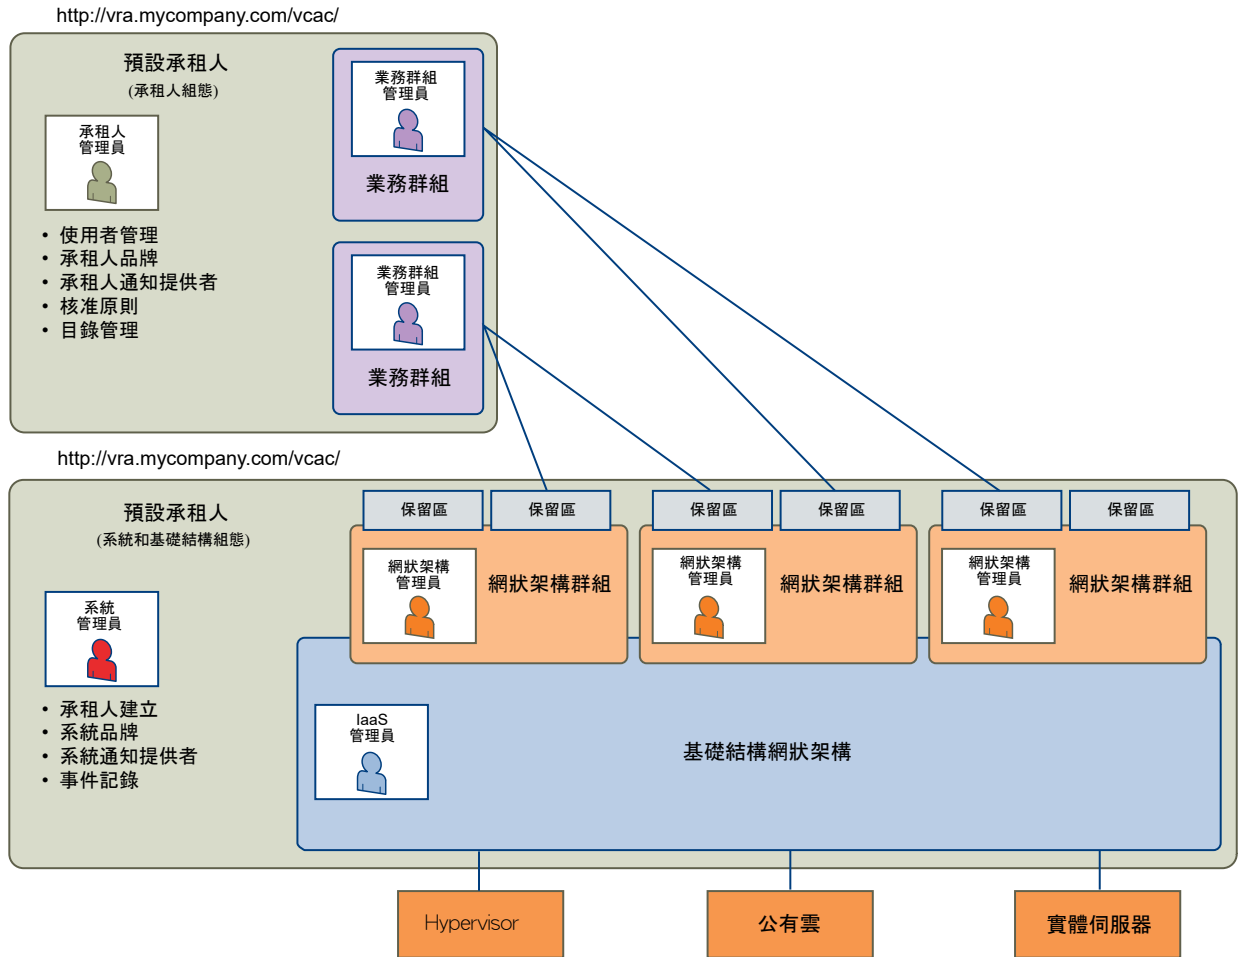 http://vra.mycompany.com/vcac/
預設承租人
(承租人組態)
承租人
管理員
• 使用者管理
• 承租人品牌
• 承租人通知提供者
• 核准原則
• 目錄管理
業務群組
管理員
業務群組
業務群組
管理員
業務群組
http://vra.mycompany.com/vcac/
預設承租人
(系統和基礎結構組態)
系統
管理員
• 承租人建立
• 系統品牌
• 系統通知提供者
• 事件記錄
保留區
保留區
網狀架構
管理員
網狀架構群組
保留區
保留區
網狀架構
管理員
網狀架構群組
保留區
保留區
網狀架構
管理員
網狀架構群組
IaaS
管理員
基礎結構網狀架構
Hypervisor
公有雲
實體伺服器